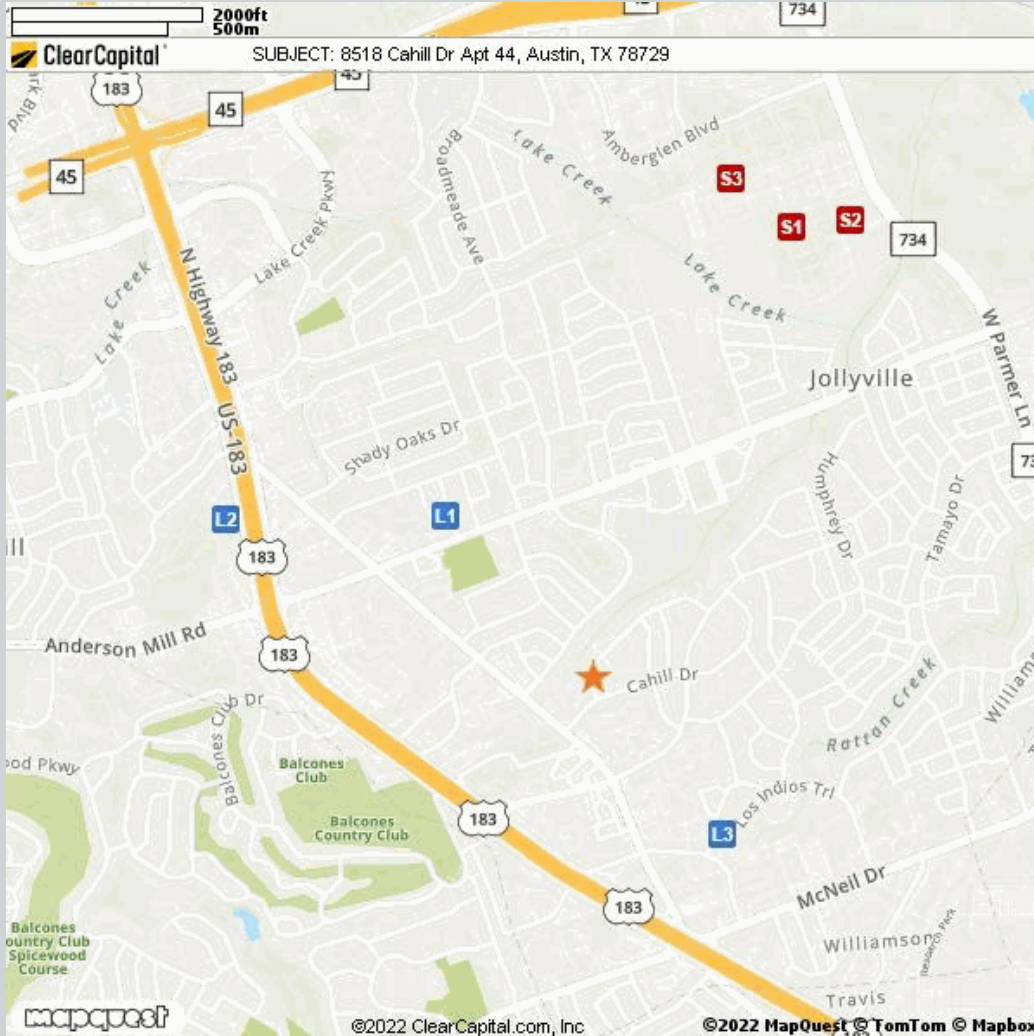 2000ft
500m
734
ClearCapital
SUBJECT: 8518 Cahill Dr Apt 44, Austin, TX 78729
45
183
45
45
Amberglen Blvd
Lake Creek
Broadmeade Ave
S3
S1
S2
734
Lake Creek Pkwy
Lake Creek
Lake Creek
N Highway 183
US-183
W Parmer Ln
Jollyville
Shady Oaks Dr
Humphrey Dr
Tamayo Dr
L2
L1
183
Anderson Mill Rd
183
Cahill Dr
Rattan Creek
Balcones Club Dr
Balcones
Club
Balcones
Country Club
183
Los Indios Trl
L3
McNeil Dr
183
Williamson
Research Park
Balcones
ountry Club
Spicewood
Course
Travis
mapquest
©2022 ClearCapital.com, Inc
©2022 MapQuest © TomTom © Mapbo